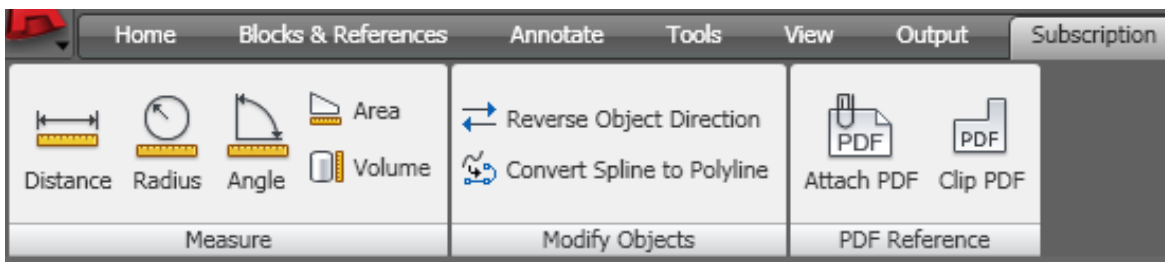 Home Blocks & References Annotate Tools View Output Subscription
Distance Radius Angle Area Volume
Reverse Object Direction
Convert Spline to Polyline
PDF PDF
Attach PDF Clip PDF
Measure Modify Objects PDF Reference